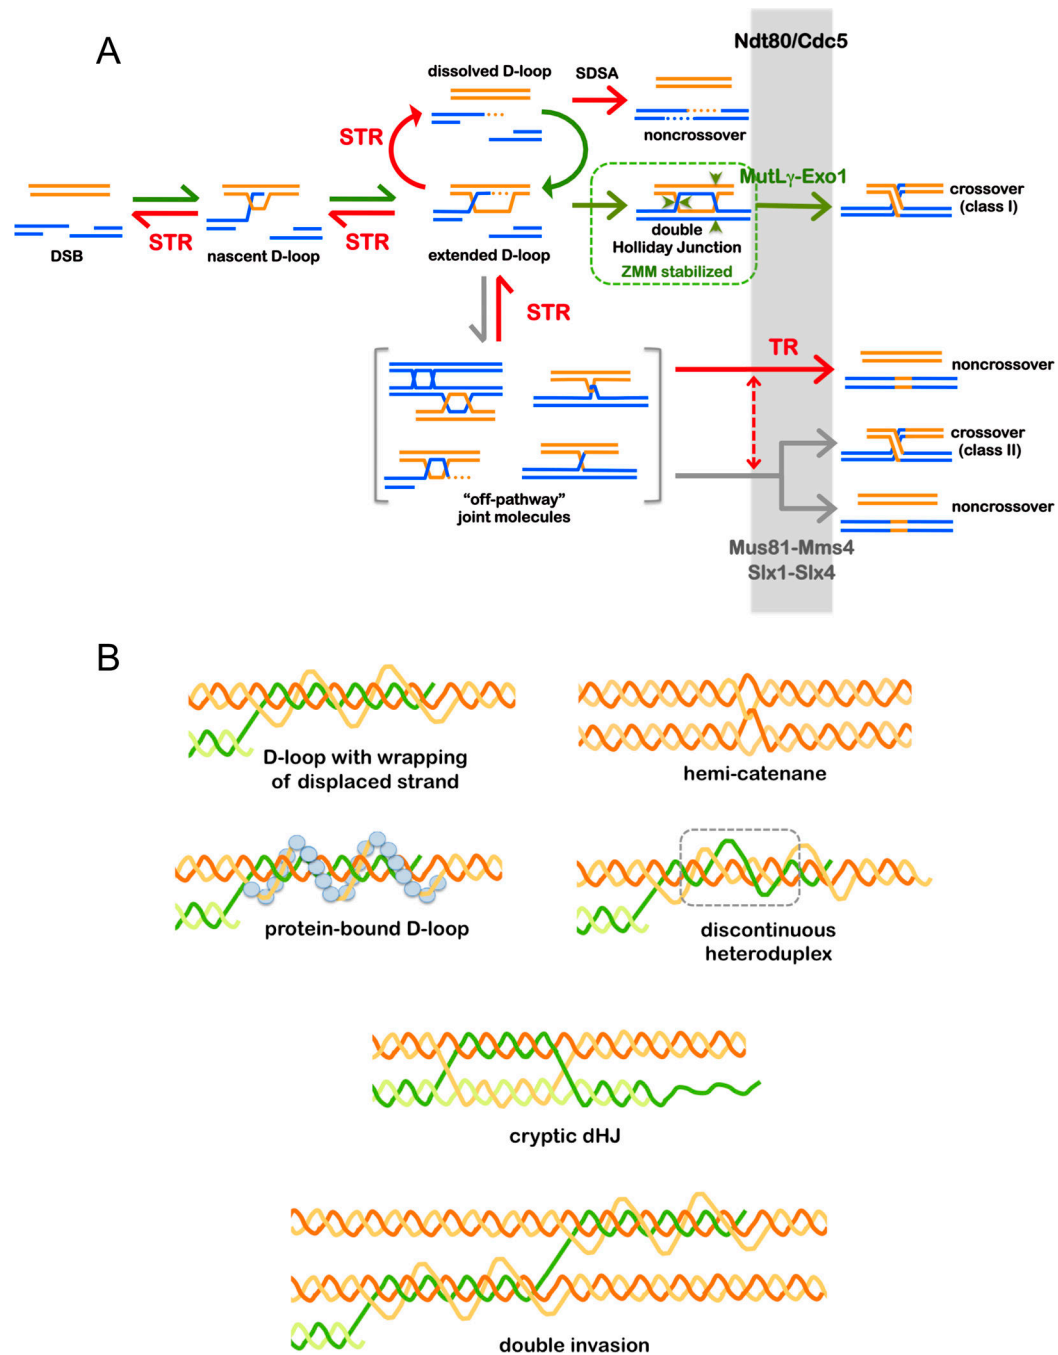 A
Ndt80/Cdc5
dissolved D-loop
SDSA
STR
noncrossover
MutLγ-Exo1
crossover
(class I)
STR
STR
double
Holliday Junction
DSB
nascent D-loop
extended D-loop
ZMM stabilized
STR
TR
noncrossover
crossover
(class II)
"off-pathway"
joint molecules
noncrossover
Mus81-Mms4
Slx1-Slx4
B
D-loop with wrapping
of displaced strand
hemi-catenane
protein-bound D-loop
discontinuous
heteroduplex
cryptic dHJ
double invasion